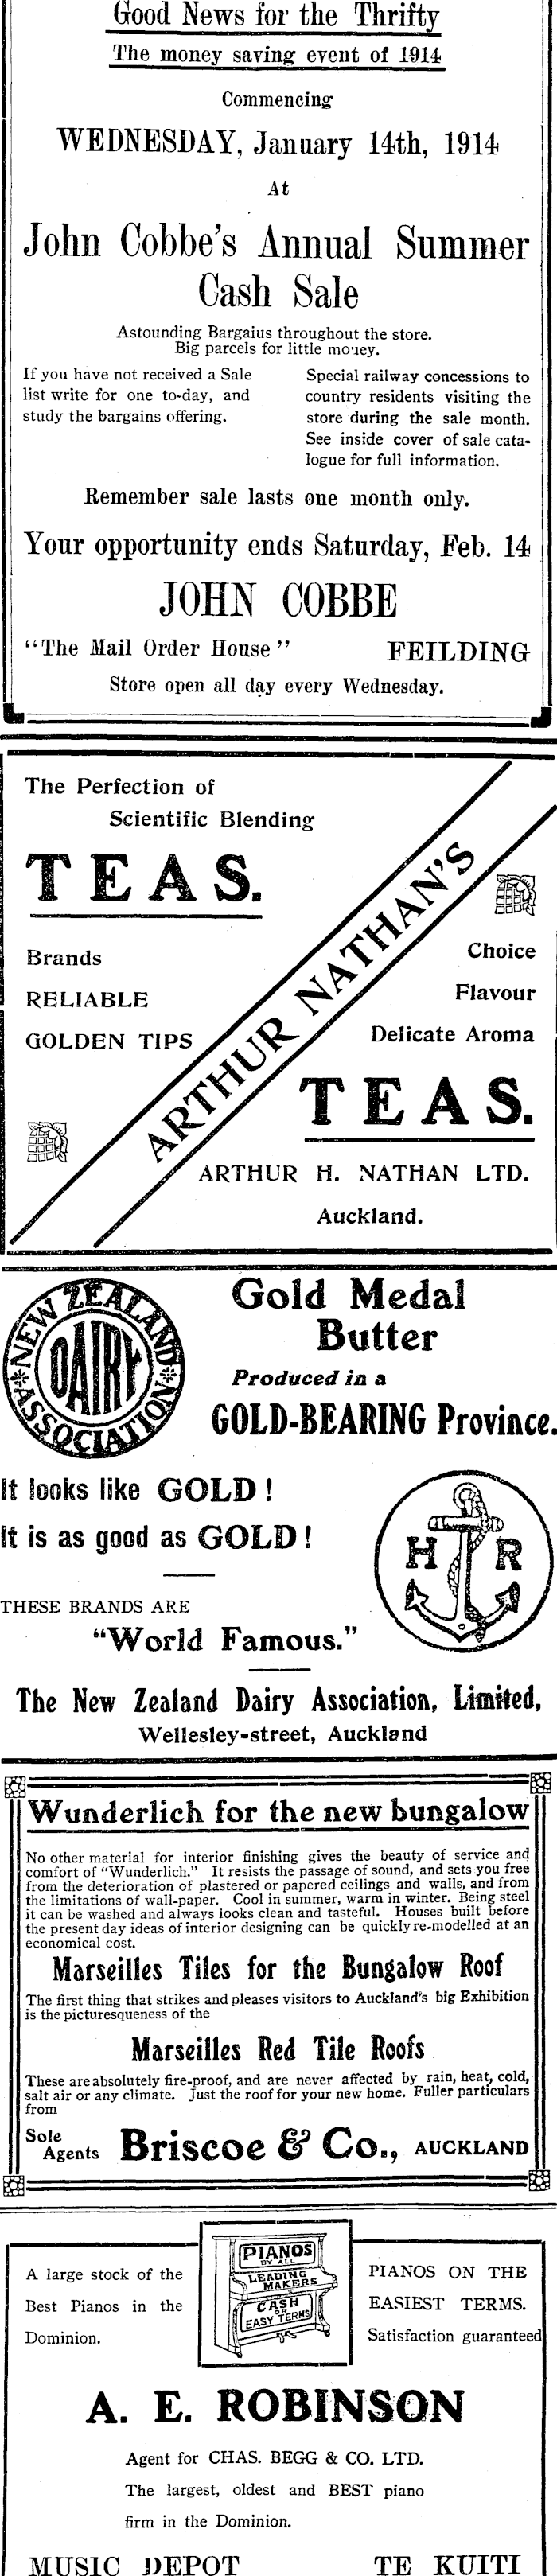 Good News for the Thrifty
The money saving event of 1914
Commencing
WEDNESDAY, January 14th, 1914
At
John Cobbe's Annual Summer
Cash Sale
Astounding Bargaius throughout the store.
Big parcels for little money.
If you have not received a Sale
list write for one to-day, and
study the bargains offering.
Special railway concessions to
country residents visiting the
store during the sale month.
See inside cover of sale cata-
logue for full information.
Remember sale lasts one month only.
Your opportunity ends Saturday, Feb. 14
JOHN COBBE
"The Mail Order House" FEILDING
Store open all day every Wednesday.
The Perfection of
Scientific Blending
TEAS.
Brands
RELIABLE
GOLDEN TIPS
ARTHUR NATHAN'S
Choice
Flavour
Delicate Aroma
TEAS.
ARTHUR H. NATHAN LTD.
Auckland.
NEW ZEALAND
DAIRY
ASSOCIATION
Gold Medal
Butter
Produced in a
GOLD-BEARING Province.
It looks like GOLD!
It is as good as GOLD!
H R
THESE BRANDS ARE
"World Famous."
The New Zealand Dairy Association, Limited,
Wellesley-street, Auckland
Wunderlich for the new bungalow
No other material for interior finishing gives the beauty of service and
comfort of "Wunderlich." It resists the passage of sound, and sets you free
from the deterioration of plastered or papered ceilings and walls, and from
the limitations of wall-paper. Cool in summer, warm in winter. Being steel
it can be washed and always looks clean and tasteful. Houses built before
the present day ideas of interior designing can be quickly re-modelled at an
economical cost.
Marseilles Tiles for the Bungalow Roof
The first thing that strikes and pleases visitors to Auckland's big Exhibition
is the picturesqueness of the
Marseilles Red Tile Roofs
These are absolutely fire-proof, and are never affected by rain, heat, cold,
salt air or any climate. Just the roof for your new home. Fuller particulars
from
Sole
Agents Briscoe & Co., AUCKLAND
A large stock of the
Best Pianos in the
Dominion.
PIANOS
BY ALL
LEADING
MAKERS
CASH
OR
EASY TERMS
PIANOS ON THE
EASIEST TERMS.
Satisfaction guaranteed
A. E. ROBINSON
Agent for CHAS. BEGG & CO. LTD.
The largest, oldest and BEST piano
firm in the Dominion.
MUSIC DEPOT TE KUITI